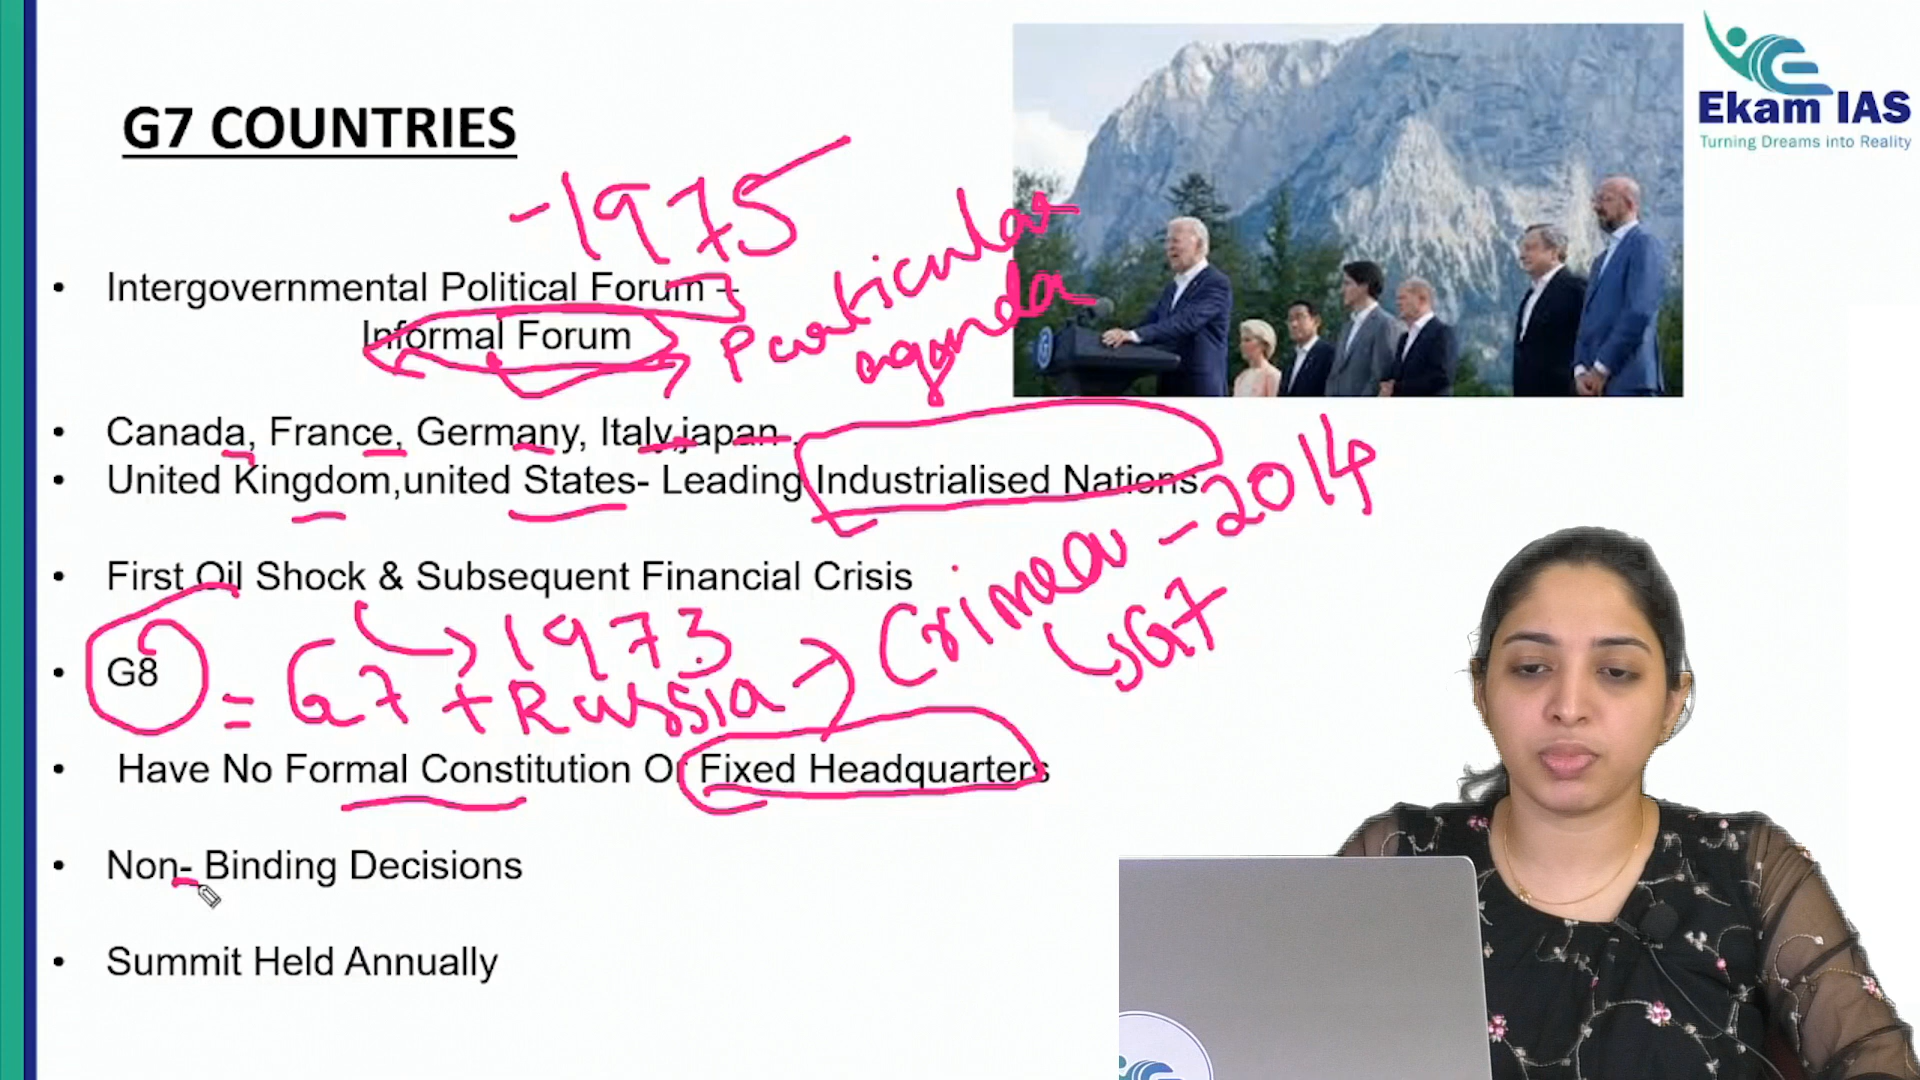 Ekam IAS
Turning Dreams into Reality
G7 COUNTRIES
-1975
• Intergovernmental Political Forum –
Informal Forum
Particular
agenda
• Canada, France, Germany, Italy,japan ,
• United Kingdom,united States- Leading Industrialised Nations.
• First Oil Shock & Subsequent Financial Crisis
1973
Crimea - 2014
G7
• G8
= G7 + Russia
• Have No Formal Constitution Or Fixed Headquarters
• Non- Binding Decisions
• Summit Held Annually